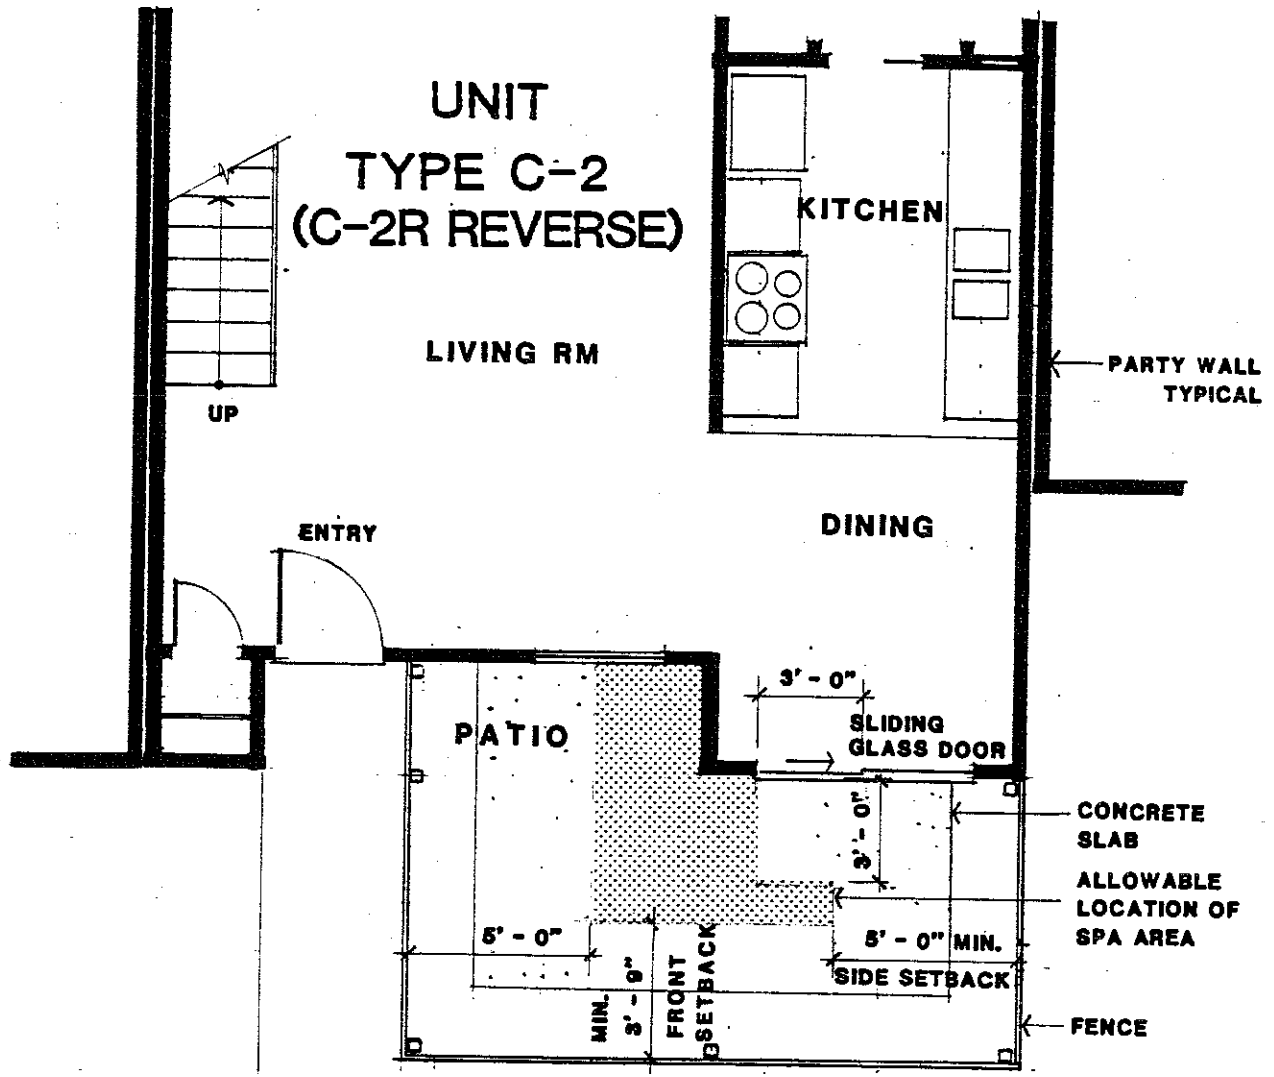 UNIT
TYPE C-2
(C-2R REVERSE)
KITCHEN
LIVING RM
PARTY WALL
TYPICAL
UP
DINING
ENTRY
3' - 0"
PATIO
SLIDING
GLASS DOOR
3' - 0"
CONCRETE
SLAB
ALLOWABLE
LOCATION OF
SPA AREA
5' - 0"
5' - 0" MIN.
SIDE SETBACK
MIN.
3' - 9"
FRONT
SETBACK
FENCE